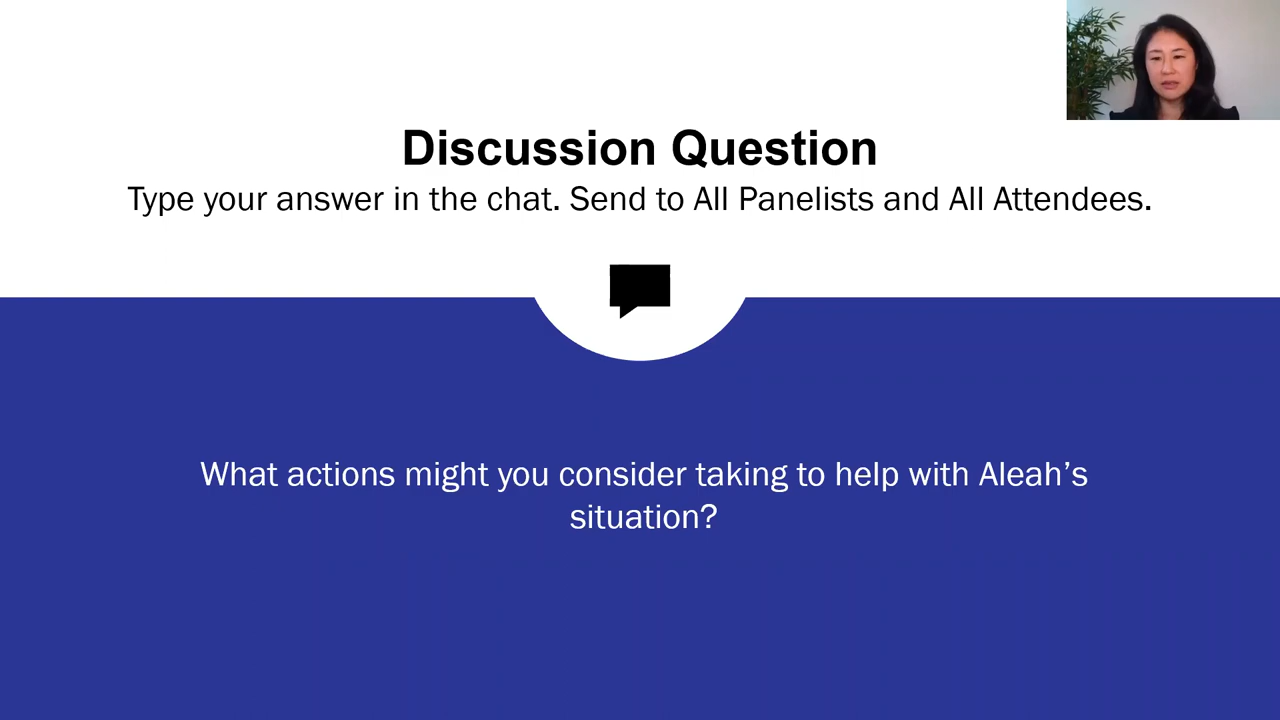 Discussion Question
Type your answer in the chat. Send to All Panelists and All Attendees.
What actions might you consider taking to help with Aleah’s
situation?